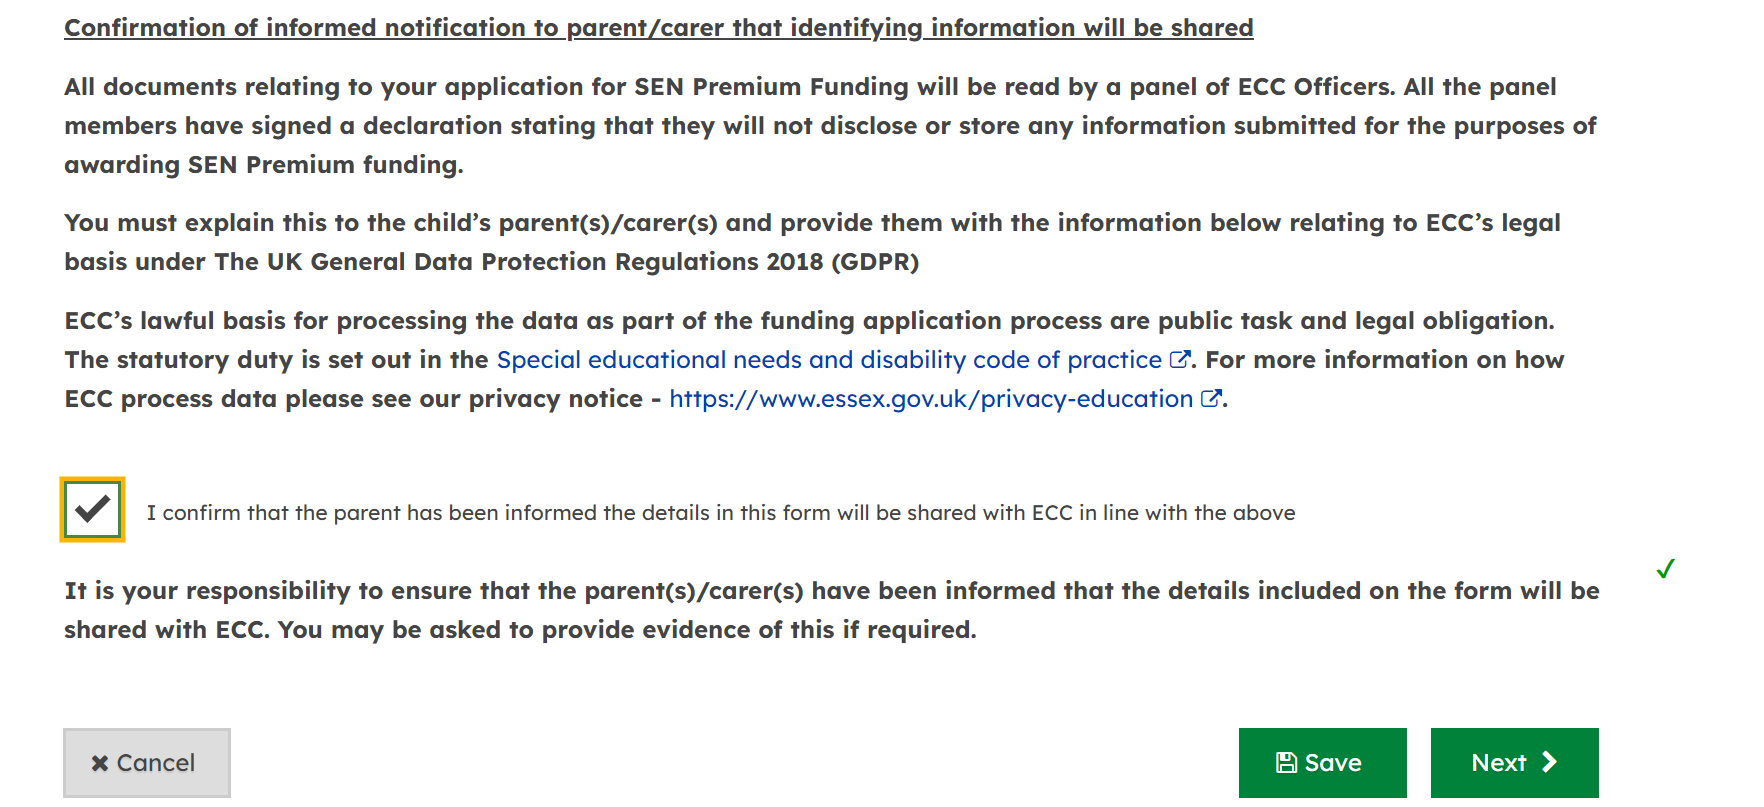 Confirmation of informed notification to parent/carer that identifying information will be shared
All documents relating to your application for SEN Premium Funding will be read by a panel of ECC Officers. All the panel
members have signed a declaration stating that they will not disclose or store any information submitted for the purposes of
awarding SEN Premium funding.
You must explain this to the child’s parent(s)/carer(s) and provide them with the information below relating to ECC’s legal
basis under The UK General Data Protection Regulations 2018 (GDPR)
ECC’s lawful basis for processing the data as part of the funding application process are public task and legal obligation.
The statutory duty is set out in the Special educational needs and disability code of practice. For more information on how
ECC process data please see our privacy notice - https://www.essex.gov.uk/privacy-education.
I confirm that the parent has been informed the details in this form will be shared with ECC in line with the above
It is your responsibility to ensure that the parent(s)/carer(s) have been informed that the details included on the form will be
shared with ECC. You may be asked to provide evidence of this if required.
Cancel Save Next